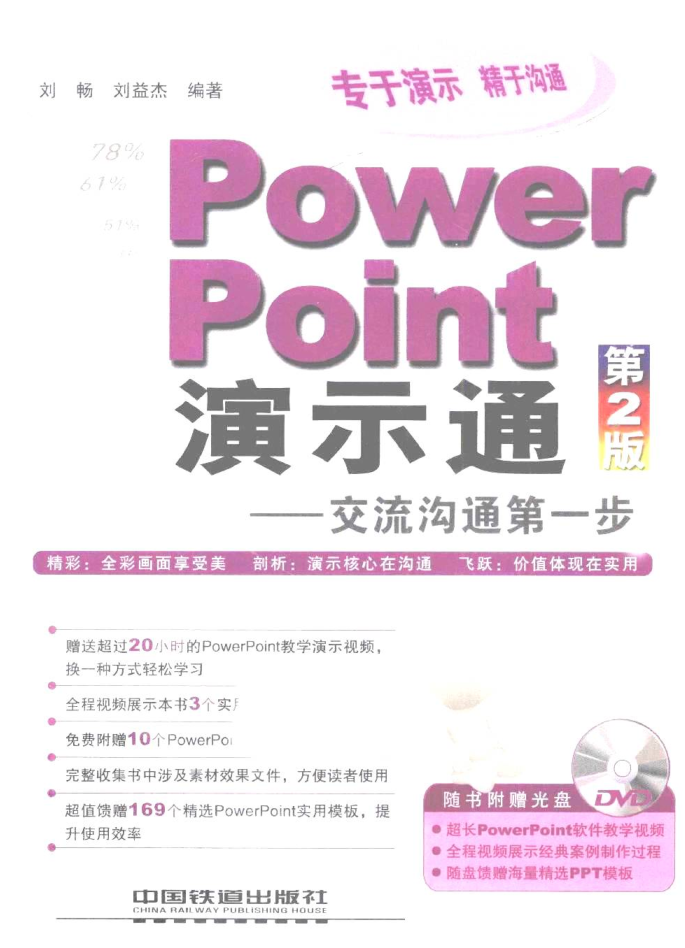 刘　畅　刘益杰　编著
专于演示　精于沟通
78%
61%
51%
Power
Point
演示通
第2版
——交流沟通第一步
精彩：全彩画面享受美　剖析：演示核心在沟通　飞跃：价值体现在实用
赠送超过20小时的PowerPoint教学演示视频，
换一种方式轻松学习
全程视频展示本书3个实
免费附赠10个PowerPoi
完整收集书中涉及素材效果文件，方便读者使用
超值馈赠169个精选PowerPoint实用模板，提
升使用效率
随书附赠光盘
DVD
超长PowerPoint软件教学视频
全程视频展示经典案例制作过程
随盘馈赠海量精选PPT模板
中国铁道出版社
CHINA RAILWAY PUBLISHING HOUSE